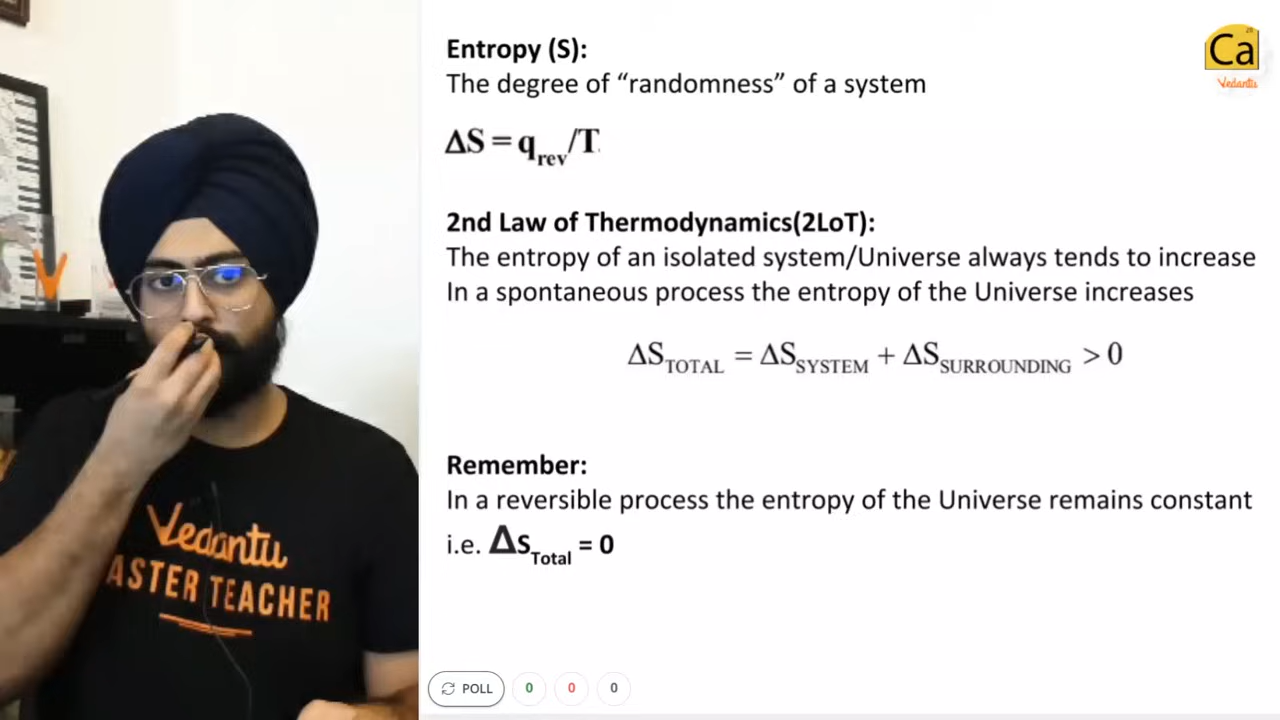 Entropy (S):
The degree of “randomness” of a system
ΔS = q_rev/T
2nd Law of Thermodynamics(2LoT):
The entropy of an isolated system/Universe always tends to increase
In a spontaneous process the entropy of the Universe increases
ΔS_TOTAL = ΔS_SYSTEM + ΔS_SURROUNDING > 0
Remember:
In a reversible process the entropy of the Universe remains constant
i.e. ΔS_Total = 0
POLL 0 0 0
20
Ca
Vedantu
Vedantu
ASTER TEACHER